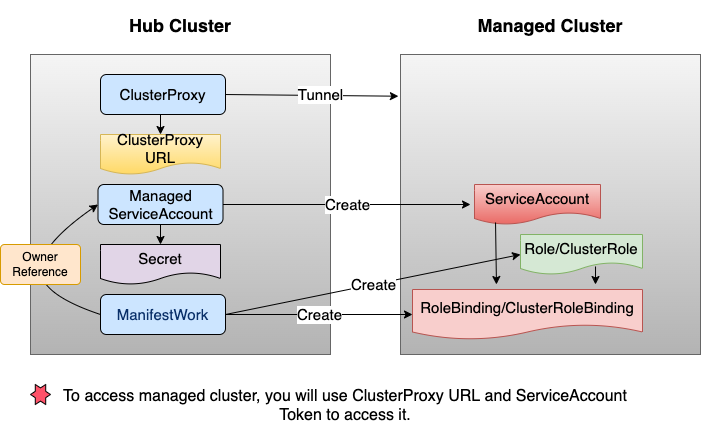 Hub Cluster
Managed Cluster
ClusterProxy
Tunnel
ClusterProxy
URL
Managed
ServiceAccount
Create
ServiceAccount
Owner
Reference
Secret
Role/ClusterRole
Create
ManifestWork
Create
RoleBinding/ClusterRoleBinding
To access managed cluster, you will use ClusterProxy URL and ServiceAccount
Token to access it.